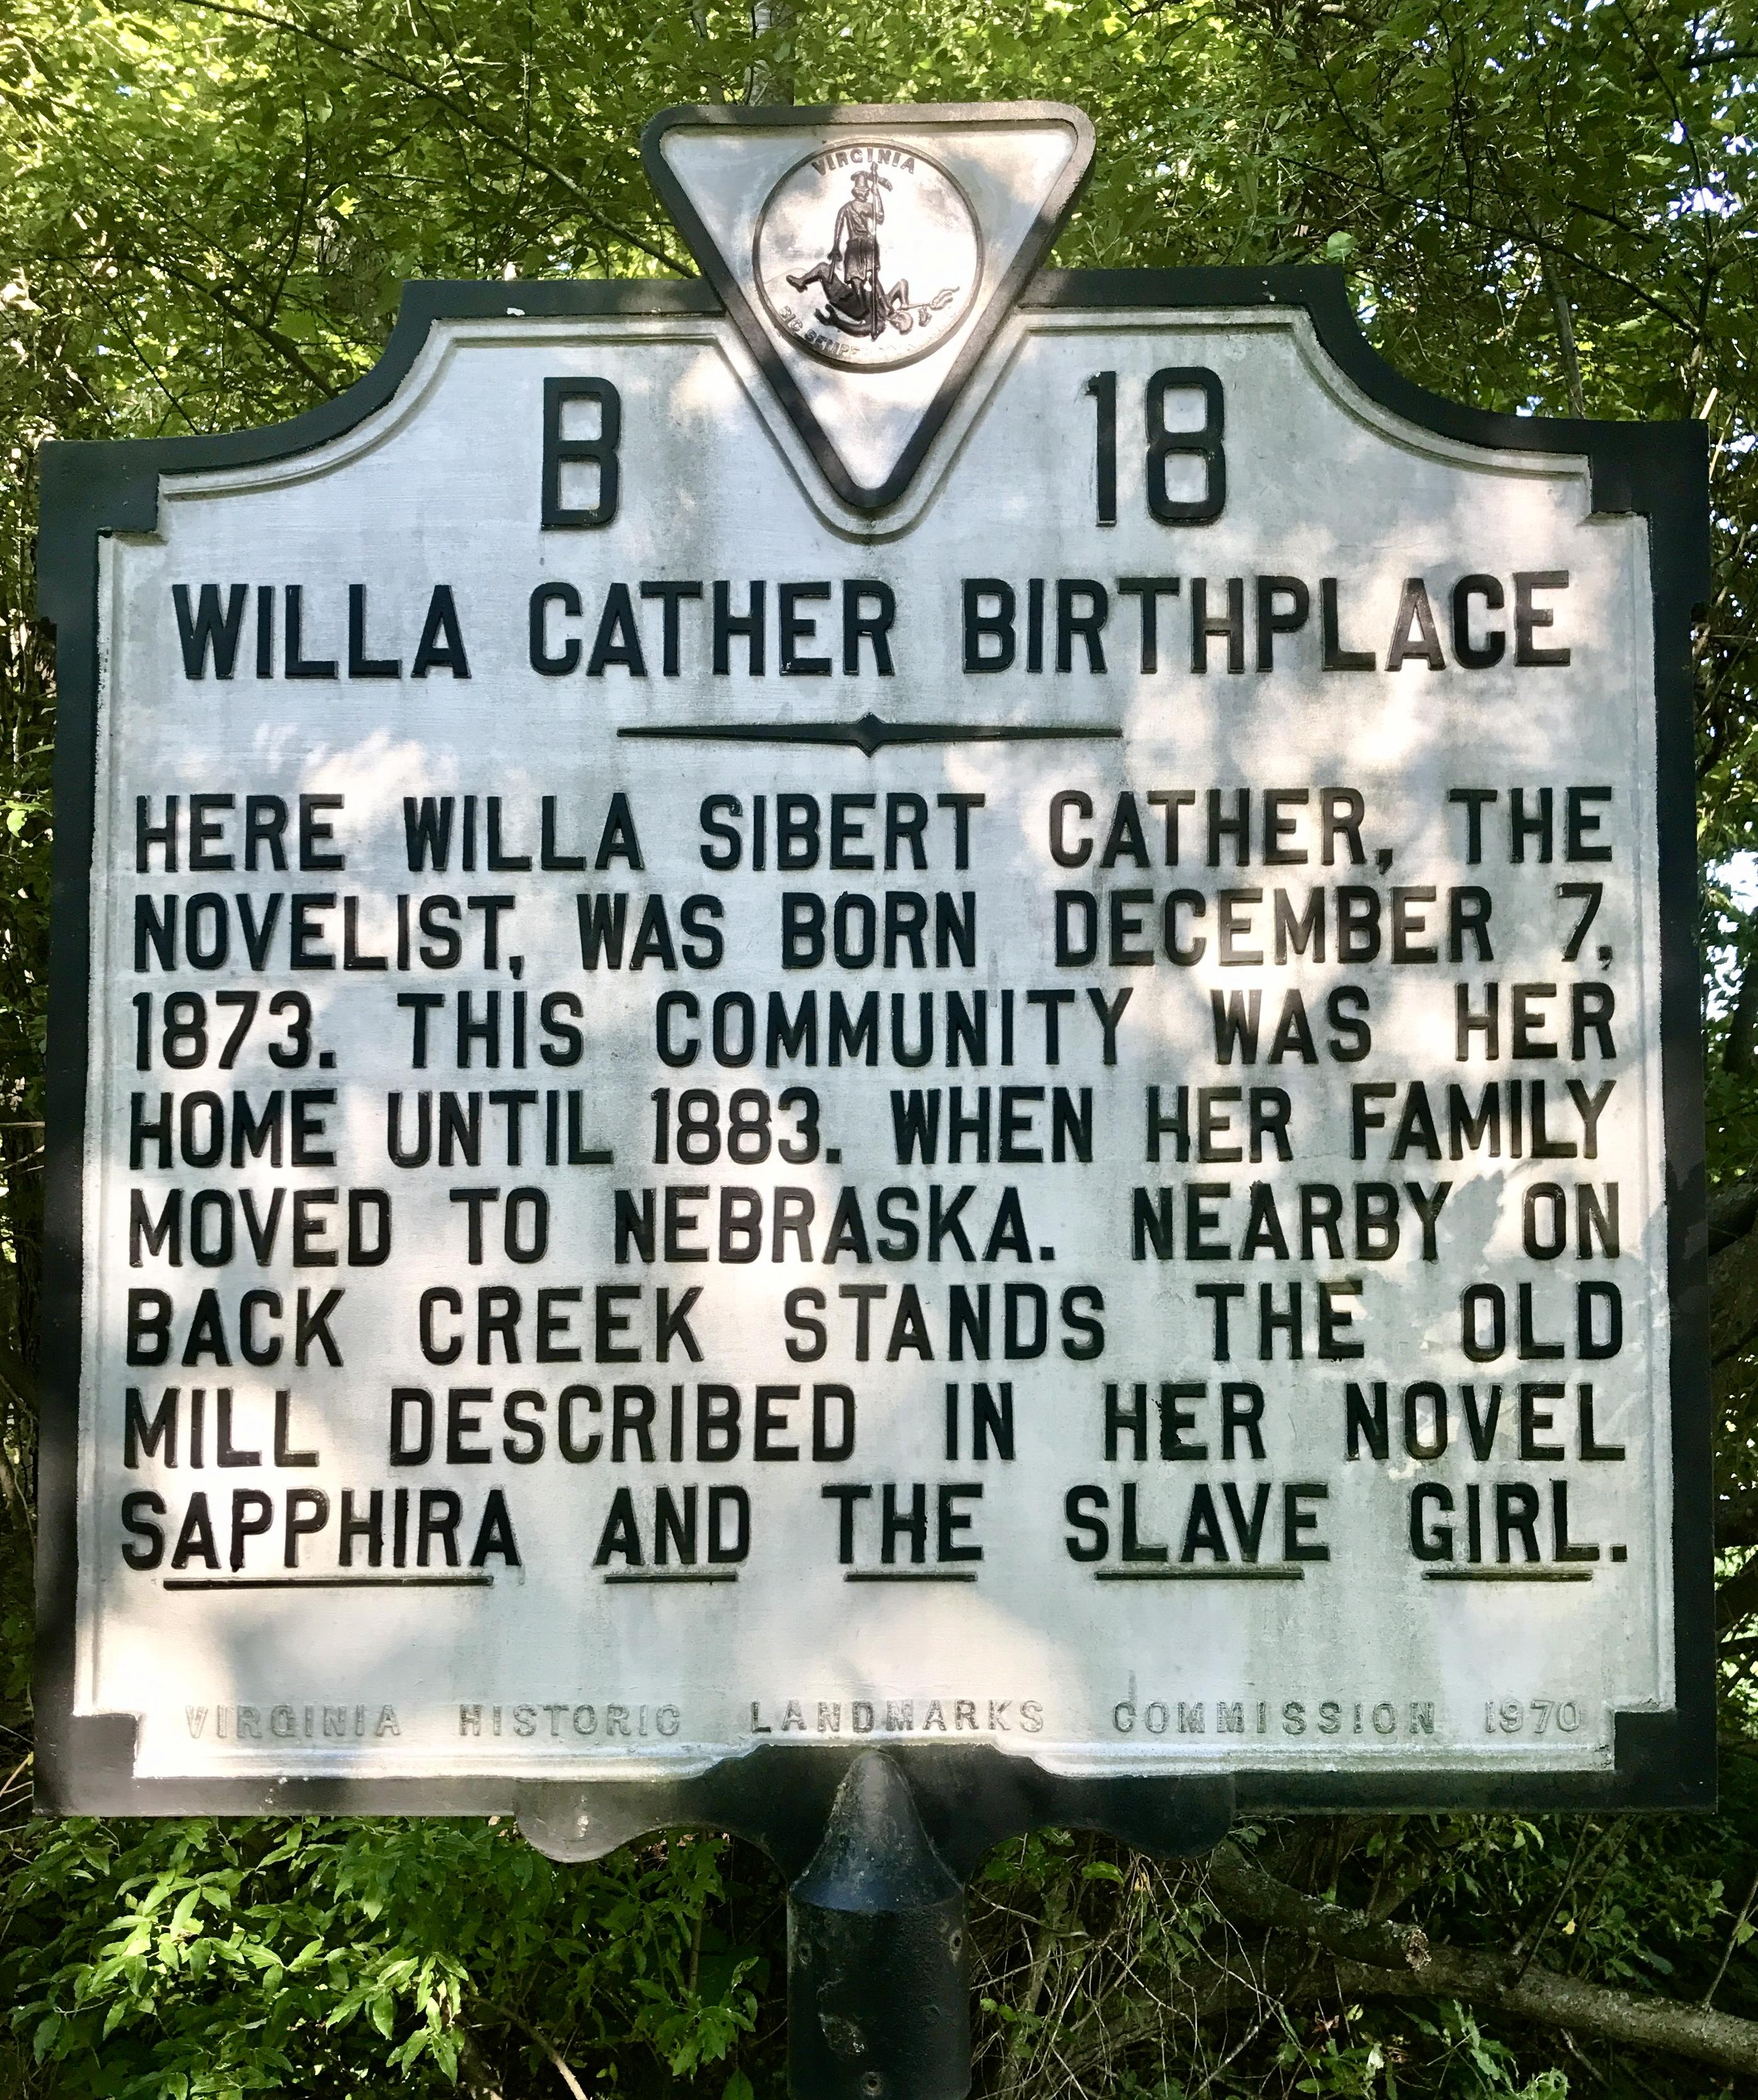 VIRGINIA
B 18
WILLA CATHER BIRTHPLACE
HERE WILLA SIBERT CATHER, THE
NOVELIST, WAS BORN DECEMBER 7,
1873. THIS COMMUNITY WAS HER
HOME UNTIL 1883. WHEN HER FAMILY
MOVED TO NEBRASKA. NEARBY ON
BACK CREEK STANDS THE OLD
MILL DESCRIBED IN HER NOVEL
SAPPHIRA AND THE SLAVE GIRL.
VIRGINIA HISTORIC LANDMARKS COMMISSION 1970